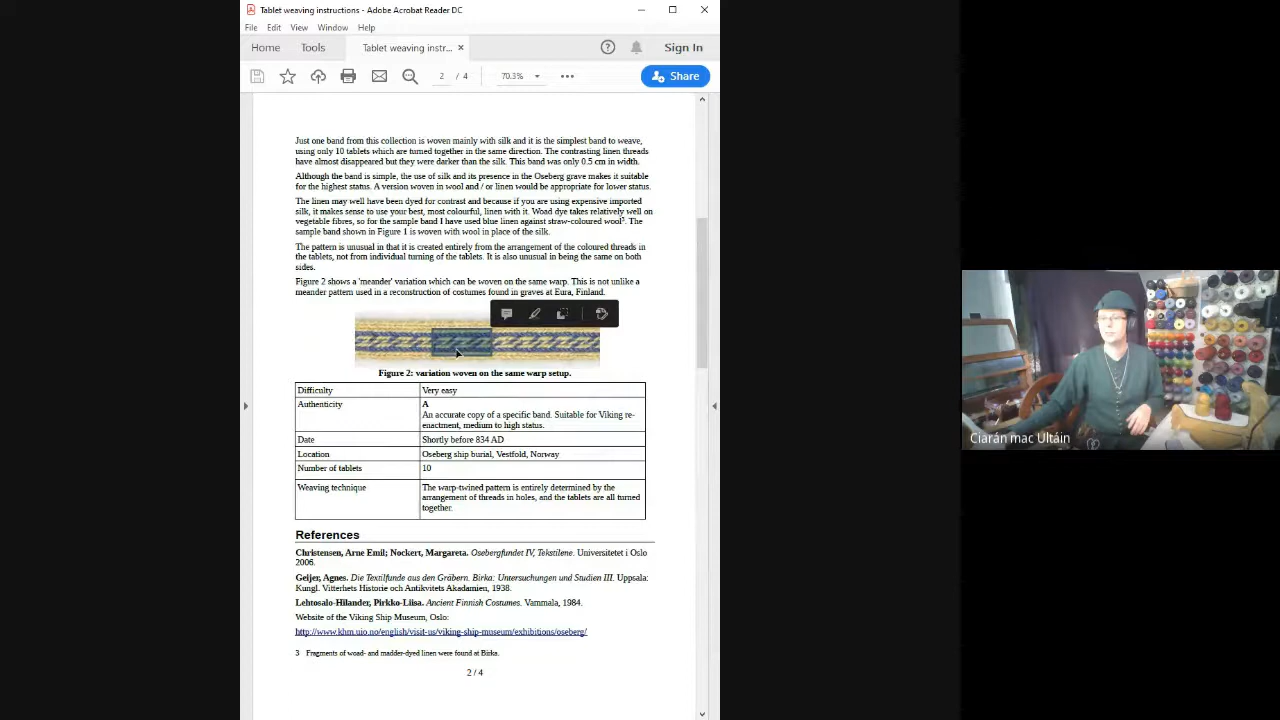 Tablet weaving instructions - Adobe Acrobat Reader DC
File Edit View Window Help
Home Tools Tablet weaving instr... × Sign In
2 / 4 70.3% Share
Just one band from this collection is woven mainly with silk and it is the simplest band to weave,
using only 10 tablets which are turned together in the same direction. The contrasting linen threads
have almost disappeared but they were darker than the silk. This band was only 0.5 cm in width.
Although the band is simple, the use of silk and its presence in the Oseberg grave makes it suitable
for the highest status. A version woven in wool and / or linen would be appropriate for lower status.
The linen may well have been dyed for contrast and because if you are using expensive imported
silk, it makes sense to use your best, most colourful, linen with it. Woad dye takes relatively well on
vegetable fibres, so for the sample band I have used blue linen against straw-coloured wool³. The
sample band shown in Figure 1 is woven with wool in place of the silk.
The pattern is unusual in that it is created entirely from the arrangement of the coloured threads in
the tablets, not from individual turning of the tablets. It is also unusual in being the same on both
sides.
Figure 2 shows a 'meander' variation which can be woven on the same warp. This is not unlike a
meander pattern used in a reconstruction of costumes found in graves at Eura, Finland.
Figure 2: variation woven on the same warp setup.
Difficulty Very easy
Authenticity A
An accurate copy of a specific band. Suitable for Viking re-
enactment, medium to high status.
Date Shortly before 834 AD
Location Oseberg ship burial, Vestfold, Norway
Number of tablets 10
Weaving technique The warp-twined pattern is entirely determined by the
arrangement of threads in holes, and the tablets are all turned
together.
References
Christensen, Arne Emil; Nockert, Margareta. Osebergfundet IV, Tekstilene. Universitetet i Oslo
2006.
Geijer, Agnes. Die Textilfunde aus den Gräbern. Birka: Untersuchungen und Studien III. Uppsala:
Kungl. Vitterhets Historie och Antikvitets Akadamien, 1938.
Lehtosalo-Hilander, Pirkko-Liisa. Ancient Finnish Costumes. Vammala, 1984.
Website of the Viking Ship Museum, Oslo:
http://www.khm.uio.no/english/visit-us/viking-ship-museum/exhibitions/oseberg/
3 Fragments of woad- and madder-dyed linen were found at Birka.
2 / 4
Ciarán mac Ultáin